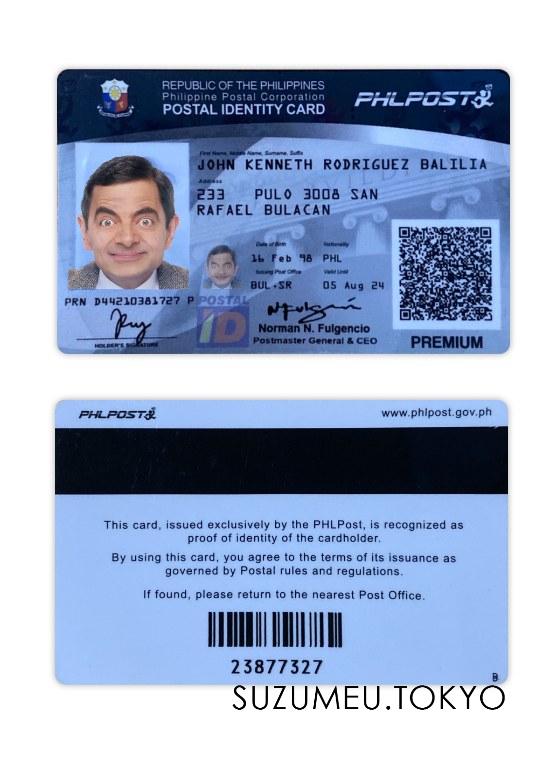 REPUBLIC OF THE PHILIPPINES
Philippine Postal Corporation
POSTAL IDENTITY CARD
PHLPOST
First Name, Middle Name, Surname, Suffix
JOHN KENNETH RODRIGUEZ BALILIA
Address
233 PULO 3008 SAN
RAFAEL BULACAN
Date of Birth Nationality
16 Feb 98 PHL
Issuing Post Office Valid Until
BUL-SR 05 Aug 24
PRN D44210381727 P
POSTAL
iD
HOLDER'S SIGNATURE
Norman N. Fulgencio
Postmaster General & CEO
PREMIUM
PHLPOST
www.phlpost.gov.ph
This card, issued exclusively by the PHLPost, is recognized as
proof of identity of the cardholder.
By using this card, you agree to the terms of its issuance as
governed by Postal rules and regulations.
If found, please return to the nearest Post Office.
23877327
B
SUZUMEU.TOKYO